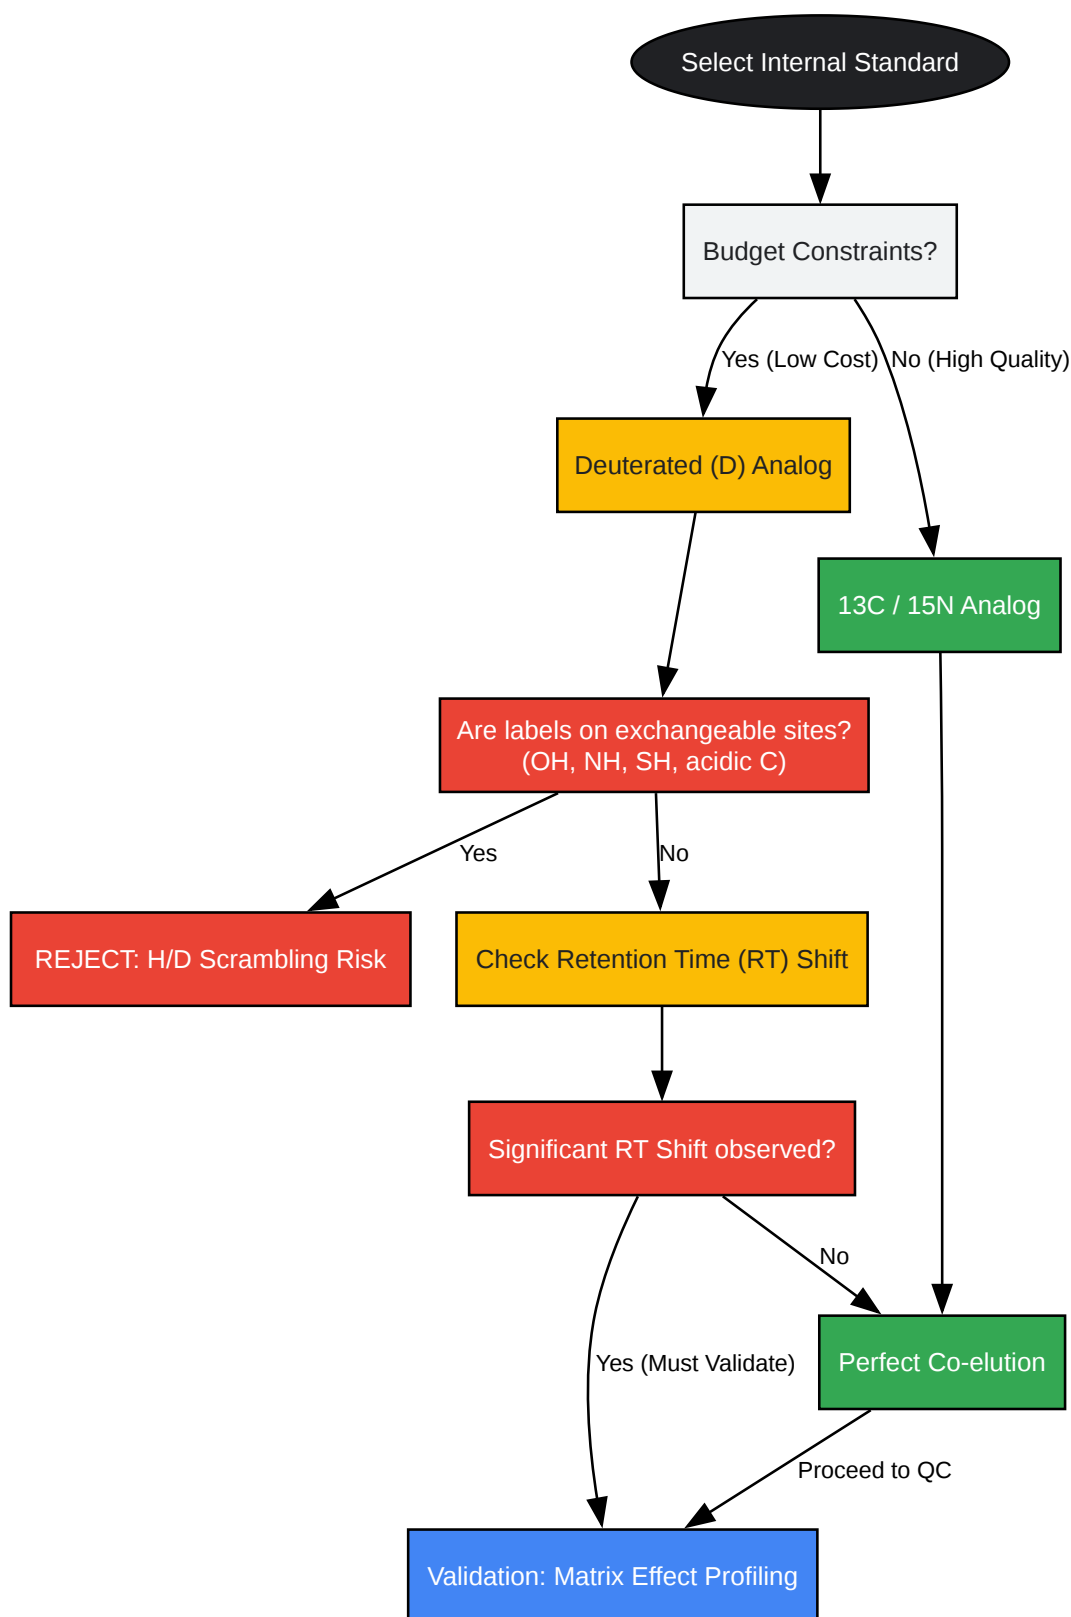 Select Internal Standard
Budget Constraints?
Yes (Low Cost)
No (High Quality)
Deuterated (D) Analog
13C / 15N Analog
Are labels on exchangeable sites?
(OH, NH, SH, acidic C)
Yes
No
REJECT: H/D Scrambling Risk
Check Retention Time (RT) Shift
Significant RT Shift observed?
No
Yes (Must Validate)
Perfect Co-elution
Proceed to QC
Validation: Matrix Effect Profiling